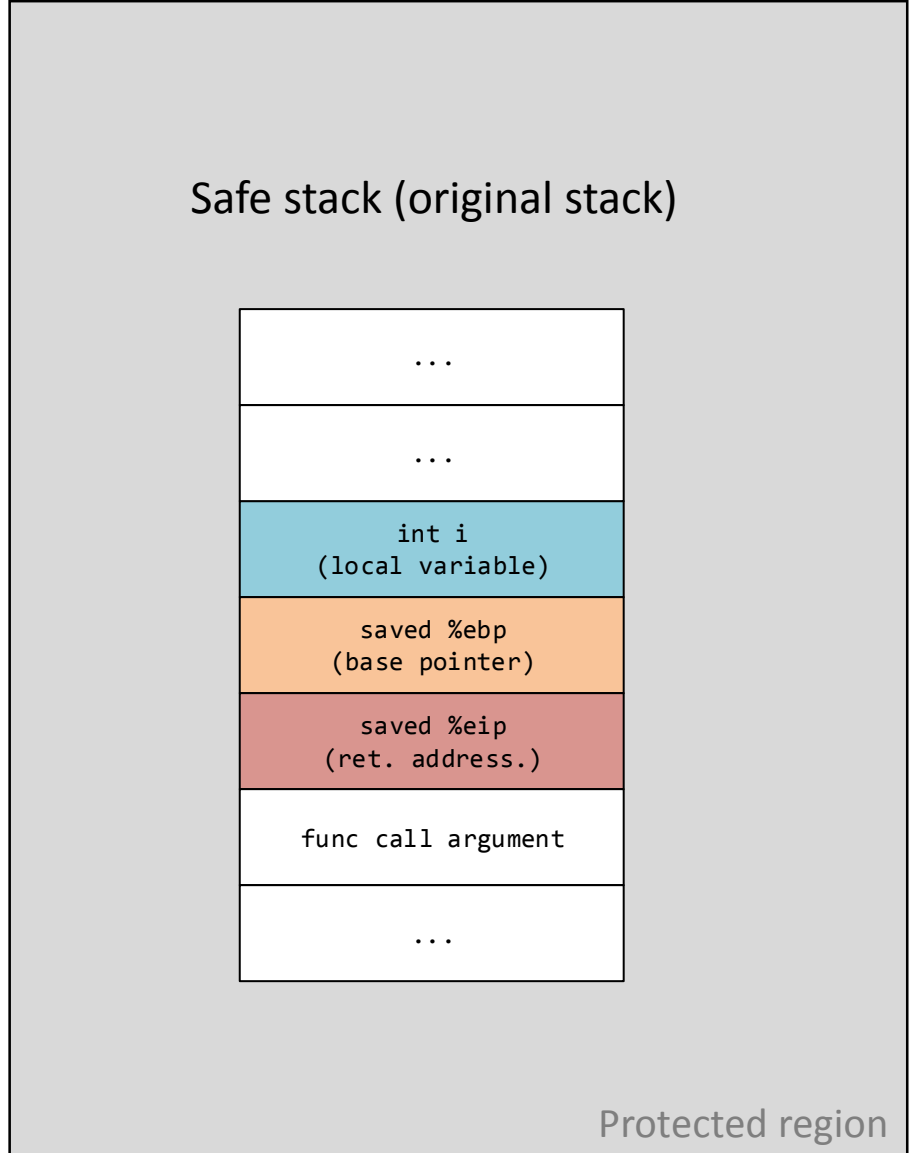 Safe stack (original stack)
...
...
int i
(local variable)
saved %ebp
(base pointer)
saved %eip
(ret. address.)
func call argument
...
Protected region